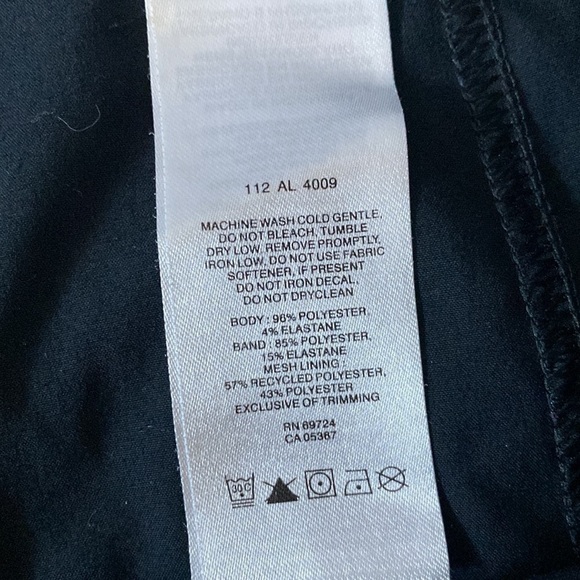 112 AL 4009
MACHINE WASH COLD GENTLE,
DO NOT BLEACH, TUMBLE
DRY LOW, REMOVE PROMPTLY,
IRON LOW, DO NOT USE FABRIC
SOFTENER, IF PRESENT
DO NOT IRON DECAL,
DO NOT DRYCLEAN
BODY : 96% POLYESTER,
4% ELASTANE
BAND : 85% POLYESTER,
15% ELASTANE
MESH LINING :
57% RECYCLED POLYESTER,
43% POLYESTER
EXCLUSIVE OF TRIMMING
RN 69724
CA 05367
30C